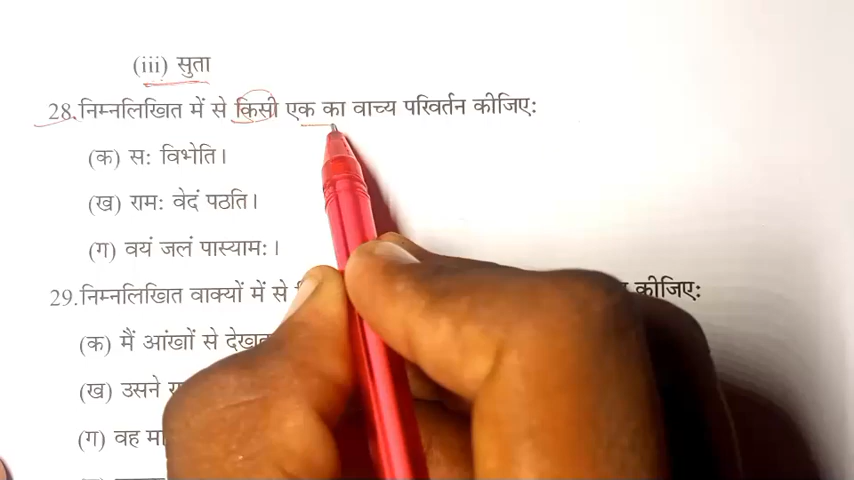 (iii) सुता
28. निम्नलिखित में से किसी एक का वाच्य परिवर्तन कीजिए:
(क) स: विभेति।
(ख) राम: वेदं पठति।
(ग) वयं जलं पास्याम:।
29. निम्नलिखित वाक्यों में से कीजिए:
(क) मैं आंखों से
(ख) उसने
(ग) वह